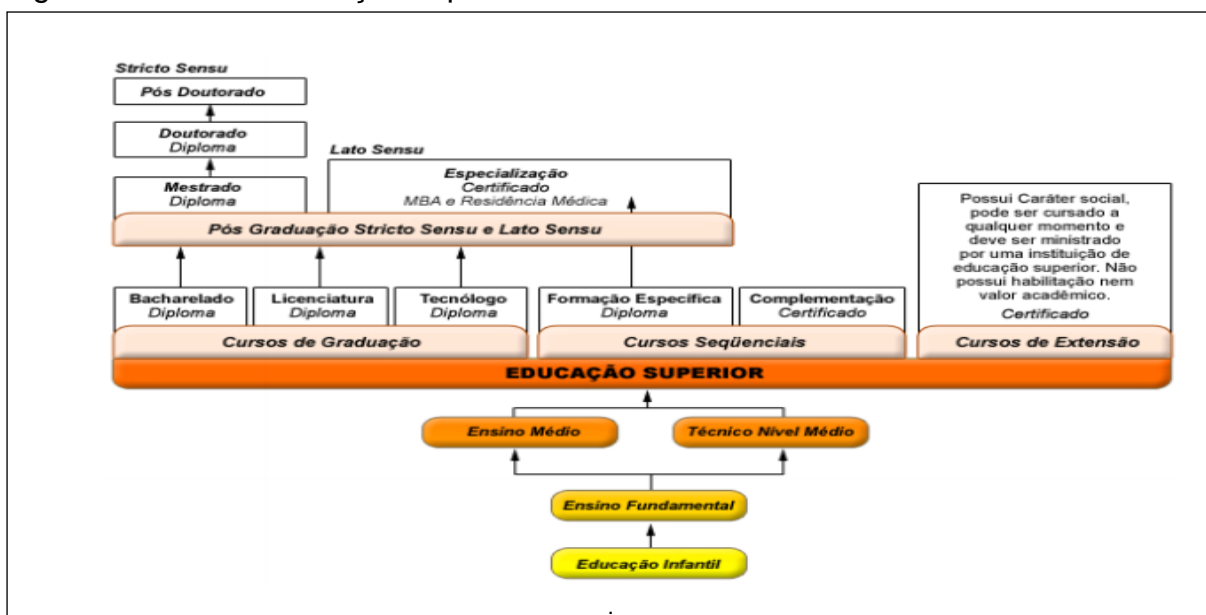 Stricto Sensu
Pós Doutorado
Doutorado
Diploma
Mestrado
Diploma
Lato Sensu
Especialização
Certificado
MBA e Residência Médica
Pós Graduação Stricto Sensu e Lato Sensu
Possui Caráter social,
pode ser cursado a
qualquer momento e
deve ser ministrado
por uma instituição de
educação superior. Não
possui habilitação nem
valor acadêmico.
Certificado
Bacharelado
Diploma
Licenciatura
Diploma
Tecnólogo
Diploma
Formação Específica
Diploma
Complementação
Certificado
Cursos de Graduação
Cursos Seqüenciais
Cursos de Extensão
EDUCAÇÃO SUPERIOR
Ensino Médio
Técnico Nível Médio
Ensino Fundamental
Educação Infantil